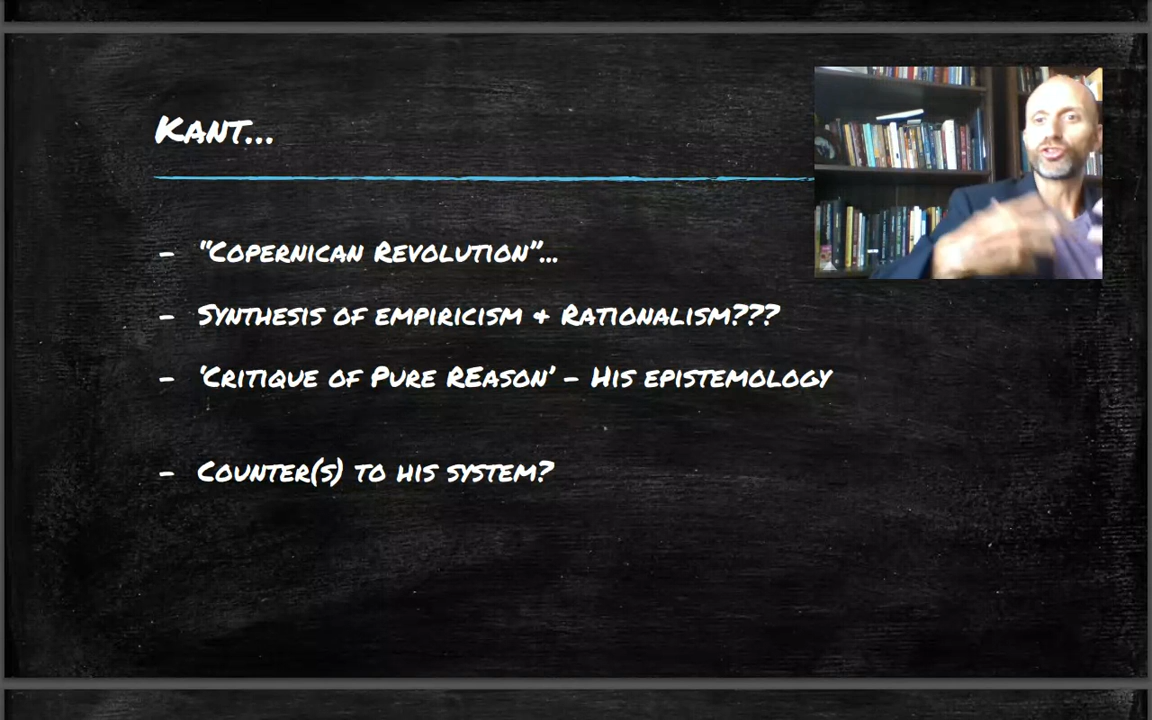 Kant...
- "Copernican Revolution"...
- Synthesis of empiricism + Rationalism???
- 'Critique of Pure REason' - His epistemology
- Counter(s) to his system?